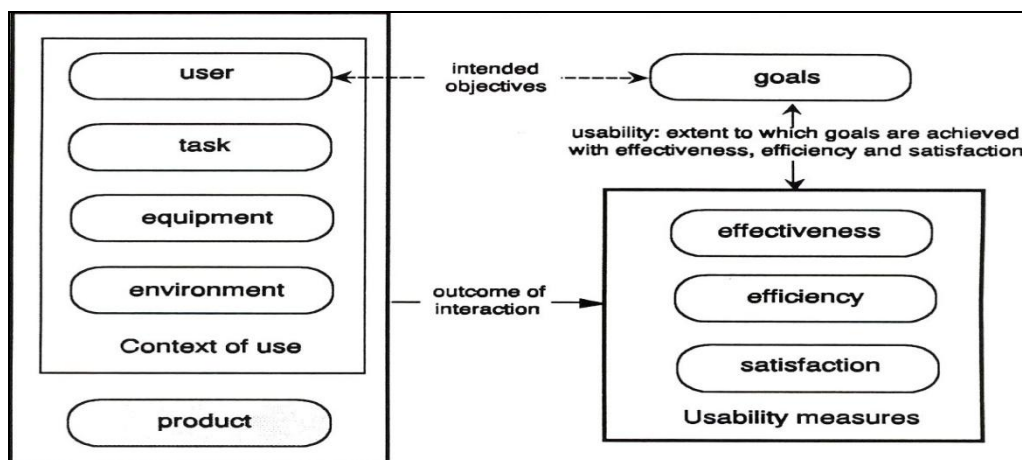 user
task
equipment
environment
Context of use
product
intended
objectives
outcome of
interaction
goals
usability: extent to which goals are achieved
with effectiveness, efficiency and satisfaction
effectiveness
efficiency
satisfaction
Usability measures